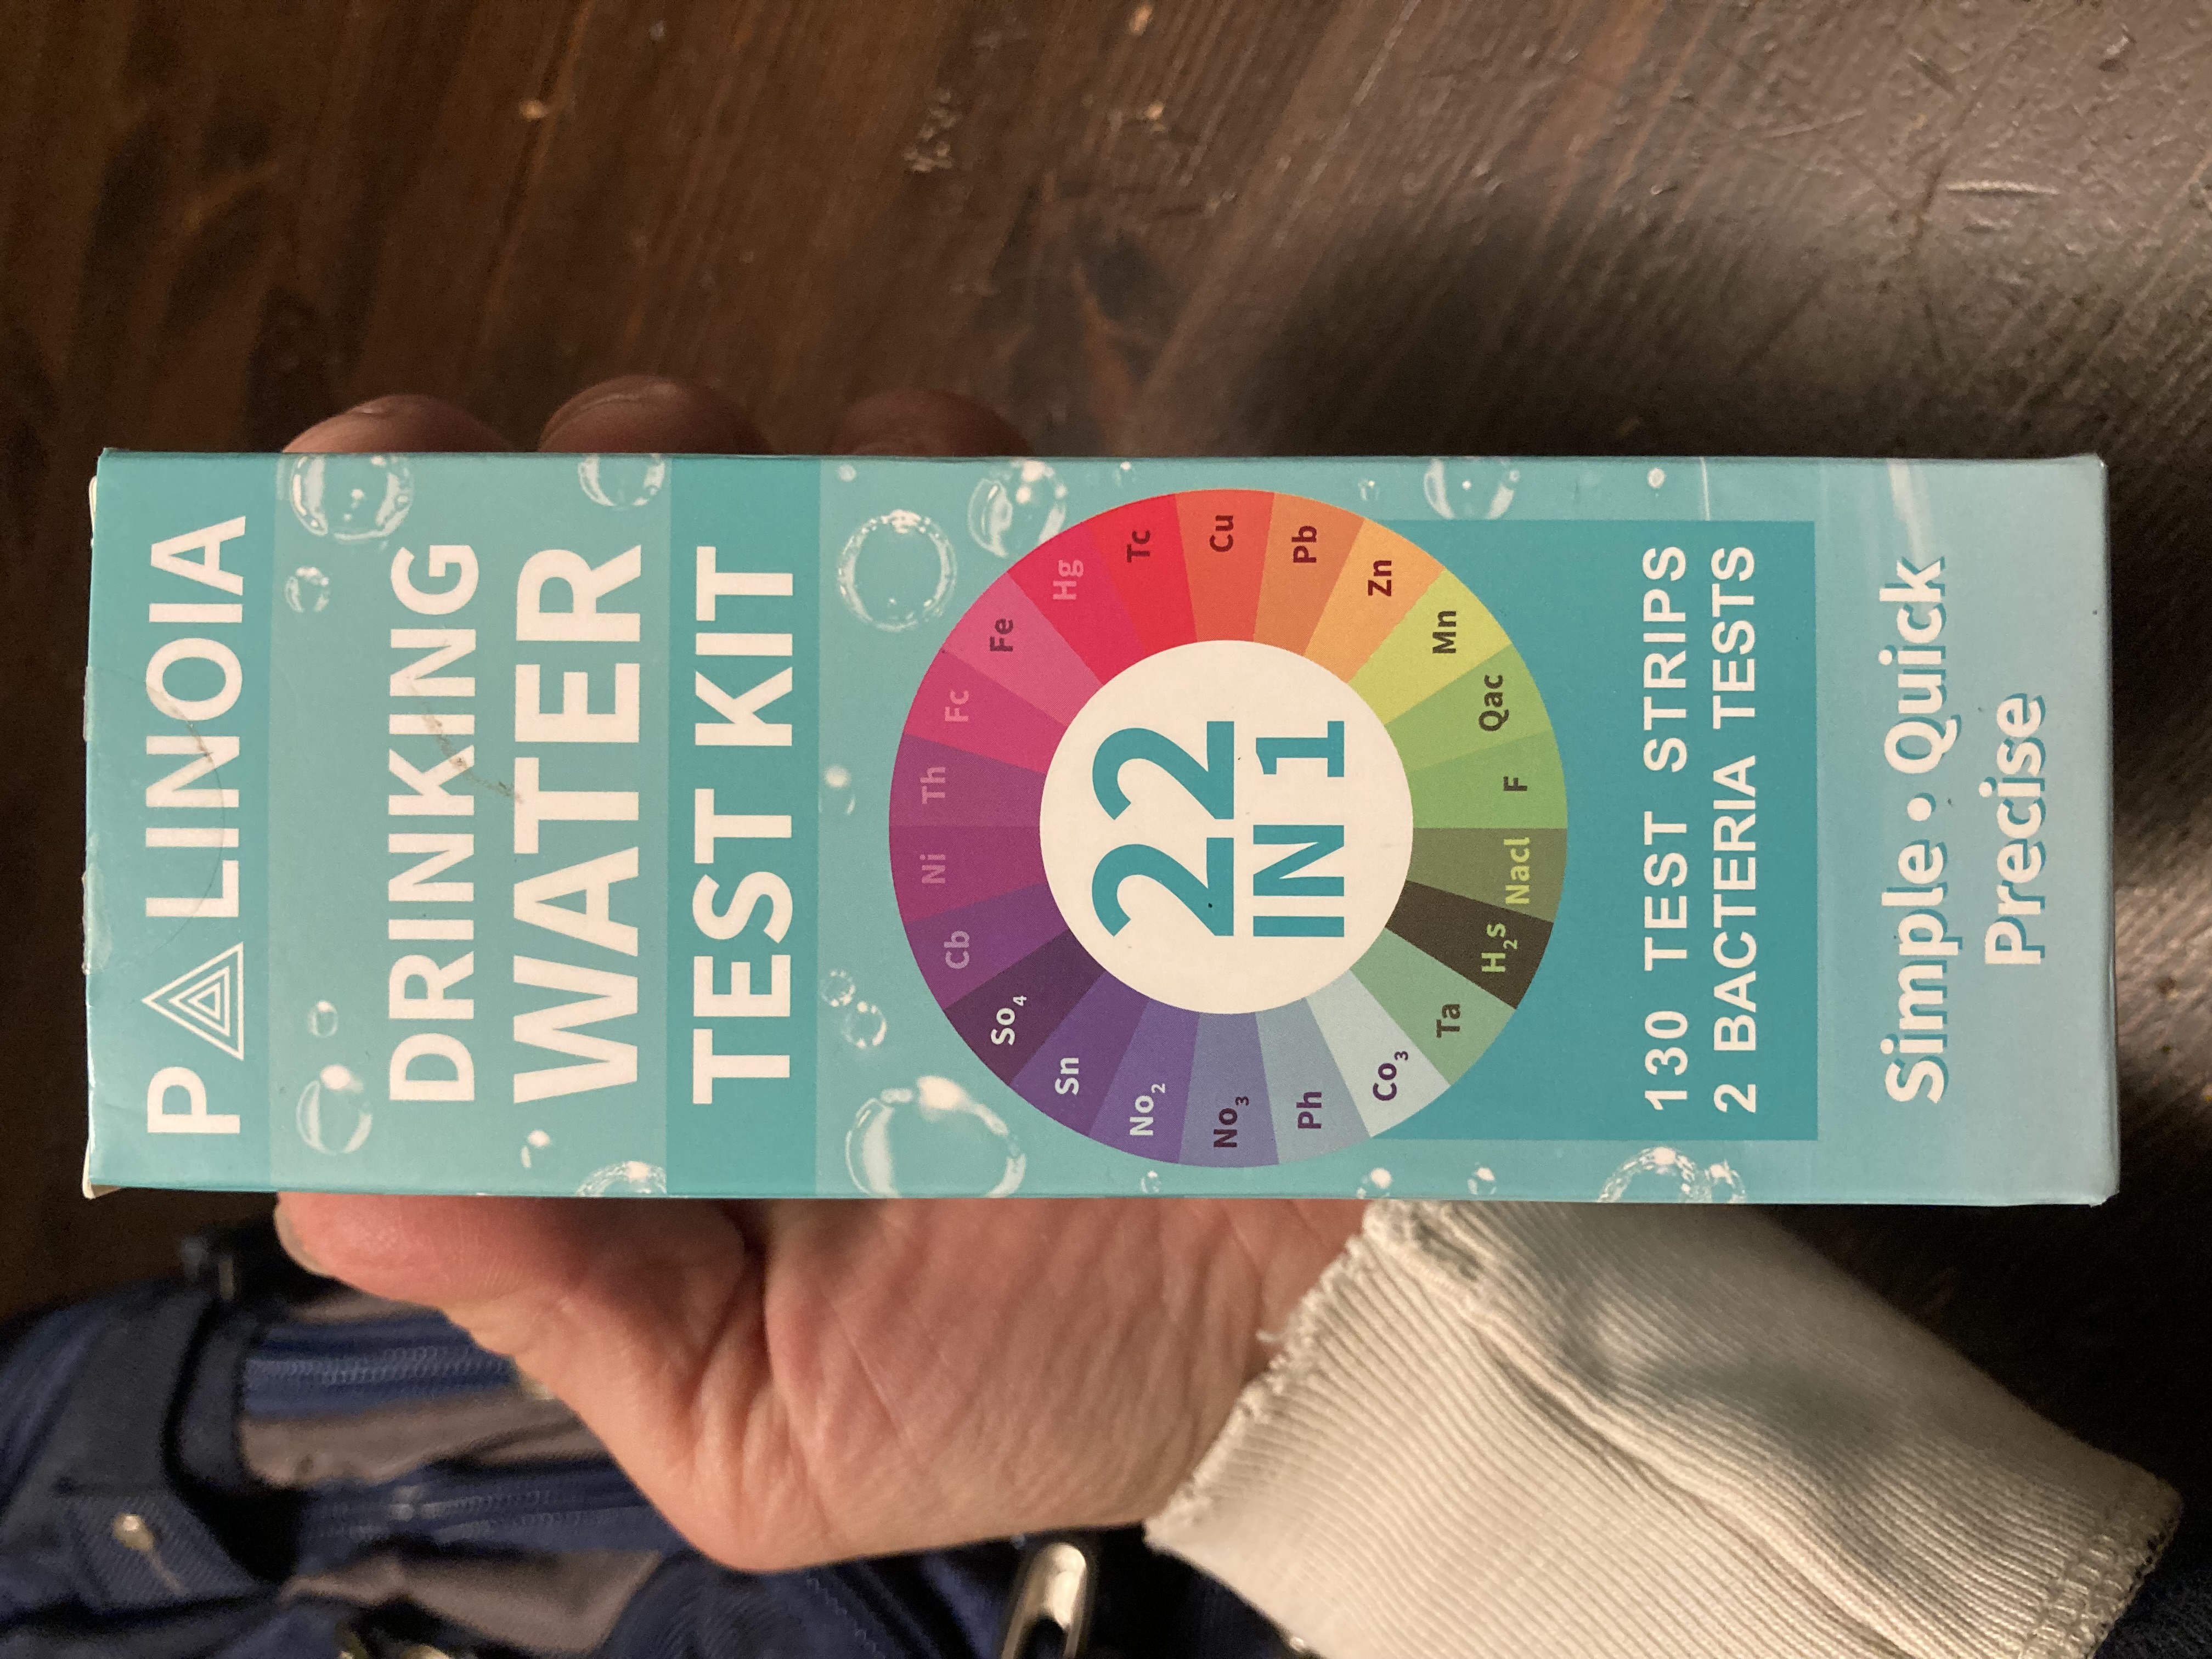 PALINOIA
DRINKING
WATER
TEST KIT
Th
Fc
Fe
Hg
Tc
Cu
Pb
Zn
Mn
Qac
F
Nacl
H₂S
Ta
Co₃
Ph
No₃
No₂
Sn
So₄
Cb
Ni
22
IN 1
130 TEST STRIPS
2 BACTERIA TESTS
Simple • Quick
Precise